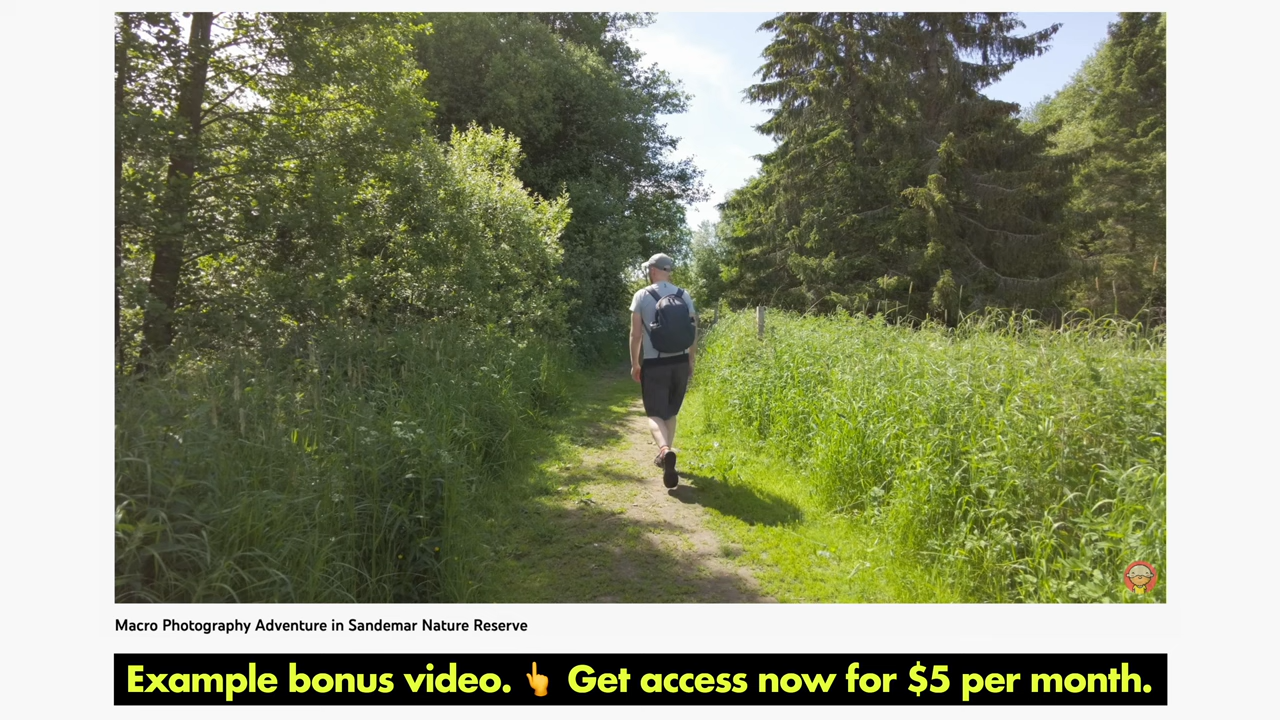 Macro Photography Adventure in Sandemar Nature Reserve
Example bonus video. 👆 Get access now for $5 per month.